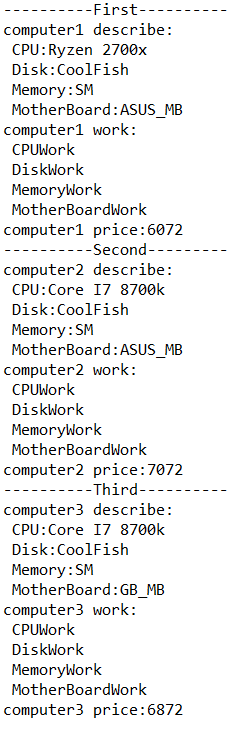 ----------First----------
computer1 describe:
 CPU:Ryzen 2700x
 Disk:CoolFish
 Memory:SM
 MotherBoard:ASUS_MB
computer1 work:
 CPUWork
 DiskWork
 MemoryWork
 MotherBoardWork
computer1 price:6072
----------Second---------
computer2 describe:
 CPU:Core I7 8700k
 Disk:CoolFish
 Memory:SM
 MotherBoard:ASUS_MB
computer2 work:
 CPUWork
 DiskWork
 MemoryWork
 MotherBoardWork
computer2 price:7072
----------Third----------
computer3 describe:
 CPU:Core I7 8700k
 Disk:CoolFish
 Memory:SM
 MotherBoard:GB_MB
computer3 work:
 CPUWork
 DiskWork
 MemoryWork
 MotherBoardWork
computer3 price:6872